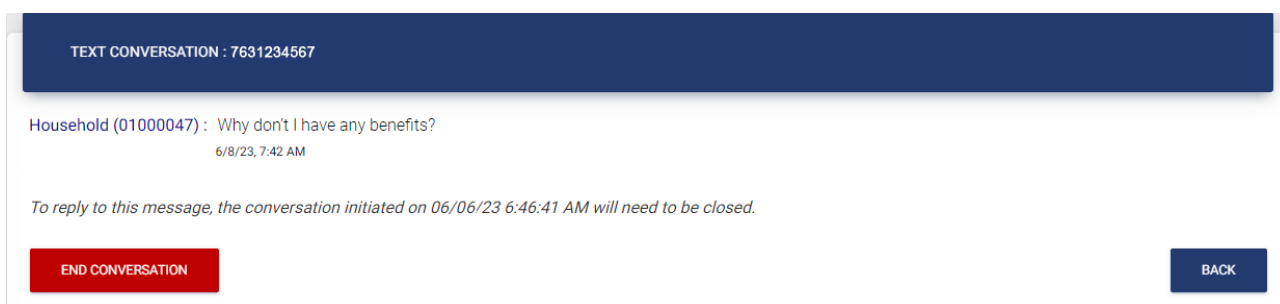 TEXT CONVERSATION : 7631234567
Household (01000047) : Why don't I have any benefits?
6/8/23, 7:42 AM
To reply to this message, the conversation initiated on 06/06/23 6:46:41 AM will need to be closed.
END CONVERSATION
BACK